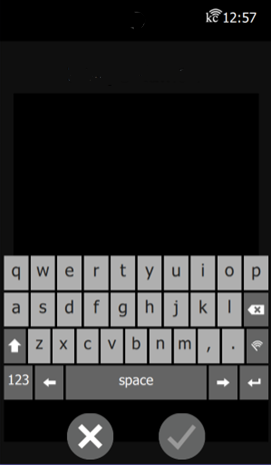 kc 12:57
q w e r t y u i o p
a s d f g h j k l
z x c v b n m , .
123 space